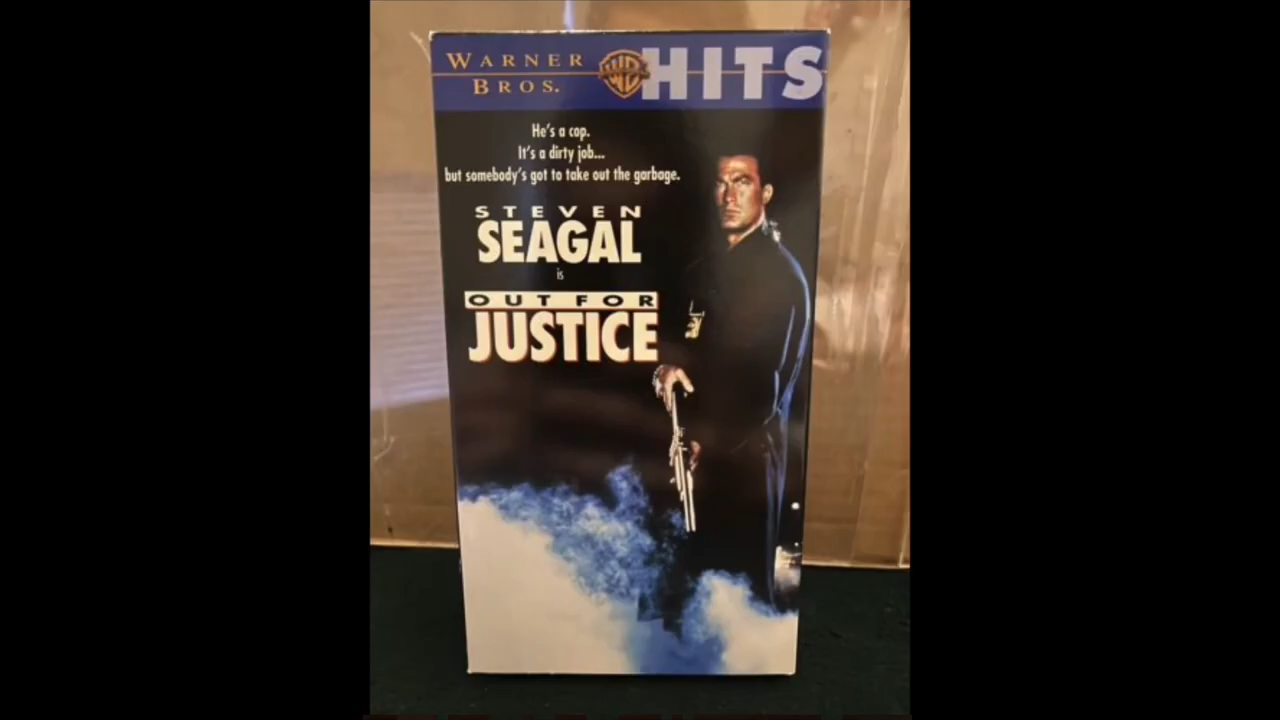 WARNER BROS. WB HITS
He's a cop.
It's a dirty job...
but somebody's got to take out the garbage.
STEVEN
SEAGAL
is
OUT FOR
JUSTICE